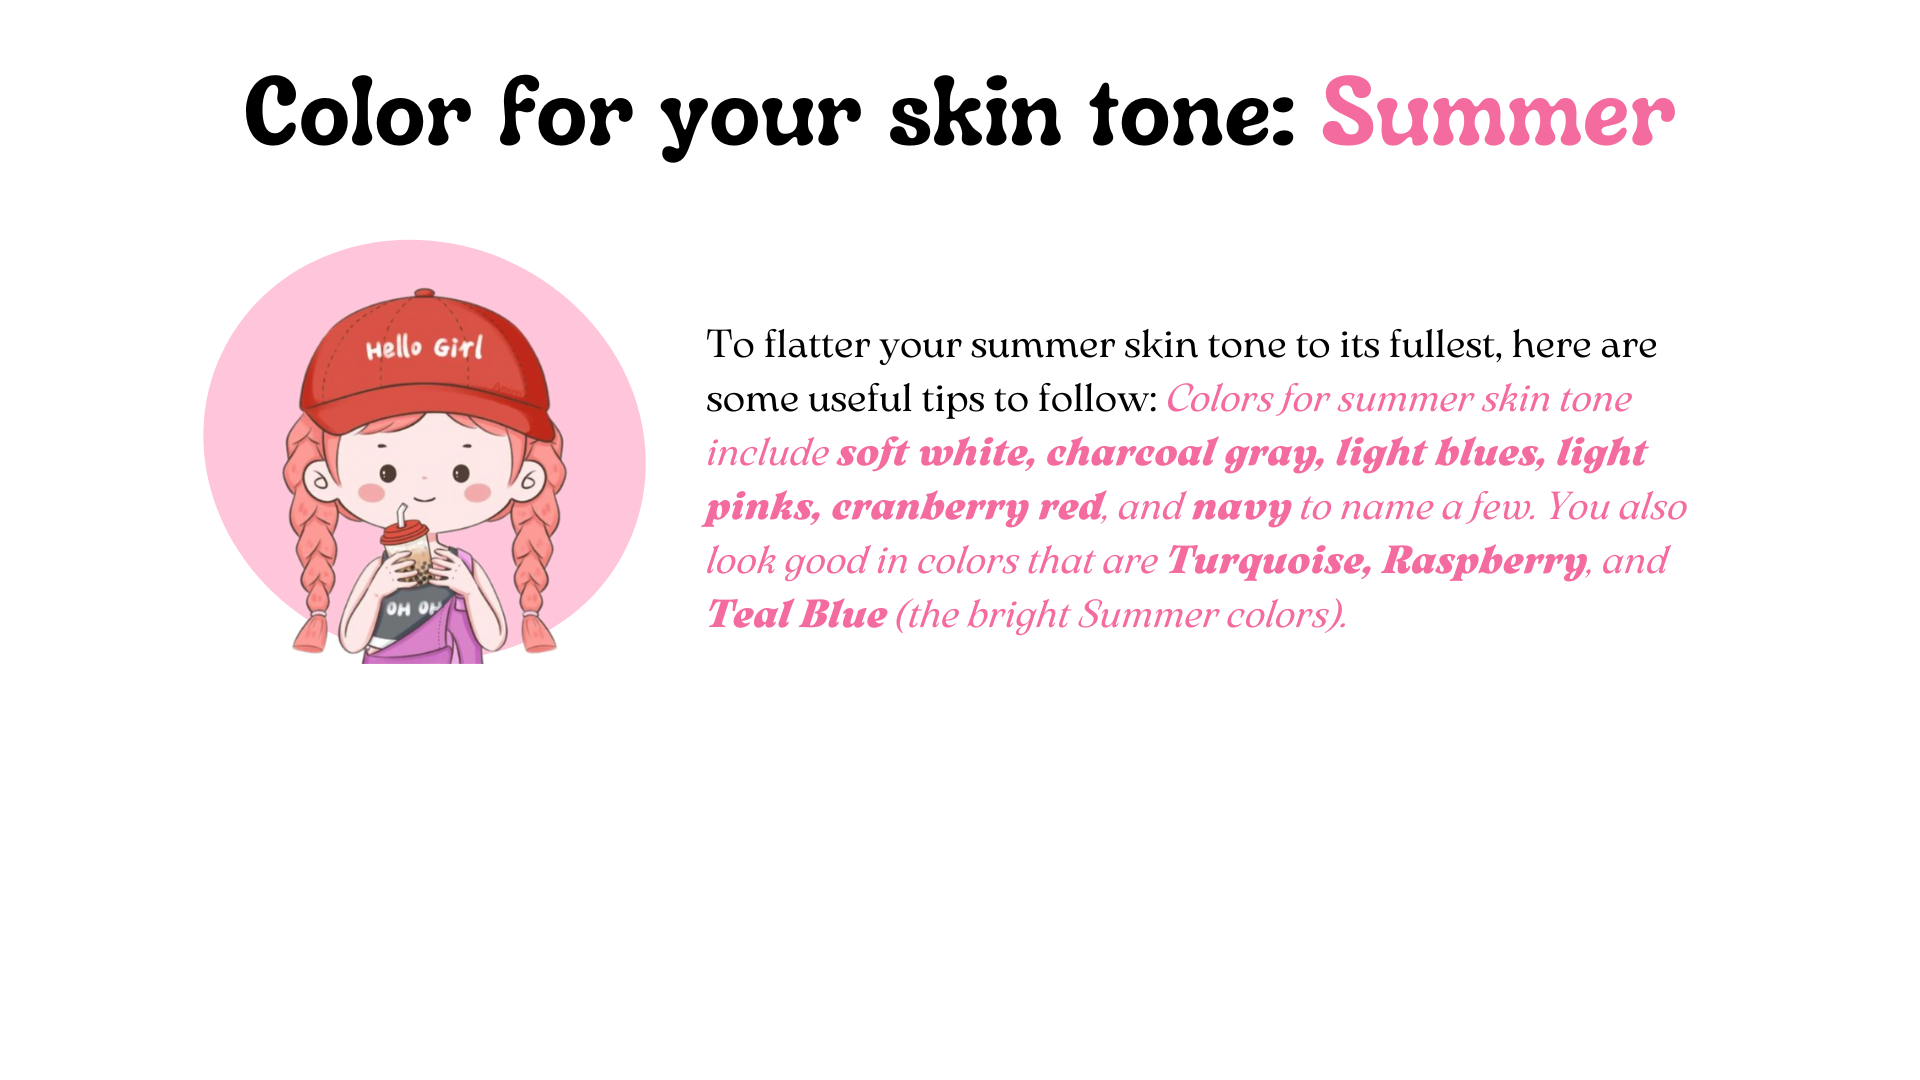 Color for your skin tone: Summer
Hello Girl
OH OH
To flatter your summer skin tone to its fullest, here are
some useful tips to follow: Colors for summer skin tone
include soft white, charcoal gray, light blues, light
pinks, cranberry red, and navy to name a few. You also
look good in colors that are Turquoise, Raspberry, and
Teal Blue (the bright Summer colors).